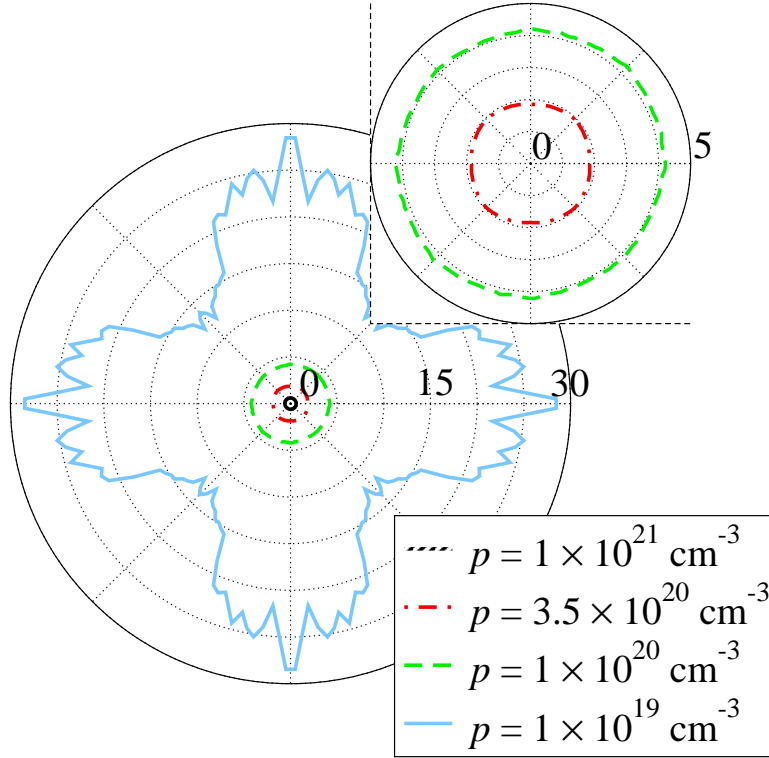 0 5
0 15 30
p = 1 × 10²¹ cm⁻³
p = 3.5 × 10²⁰ cm⁻³
p = 1 × 10²⁰ cm⁻³
p = 1 × 10¹⁹ cm⁻³